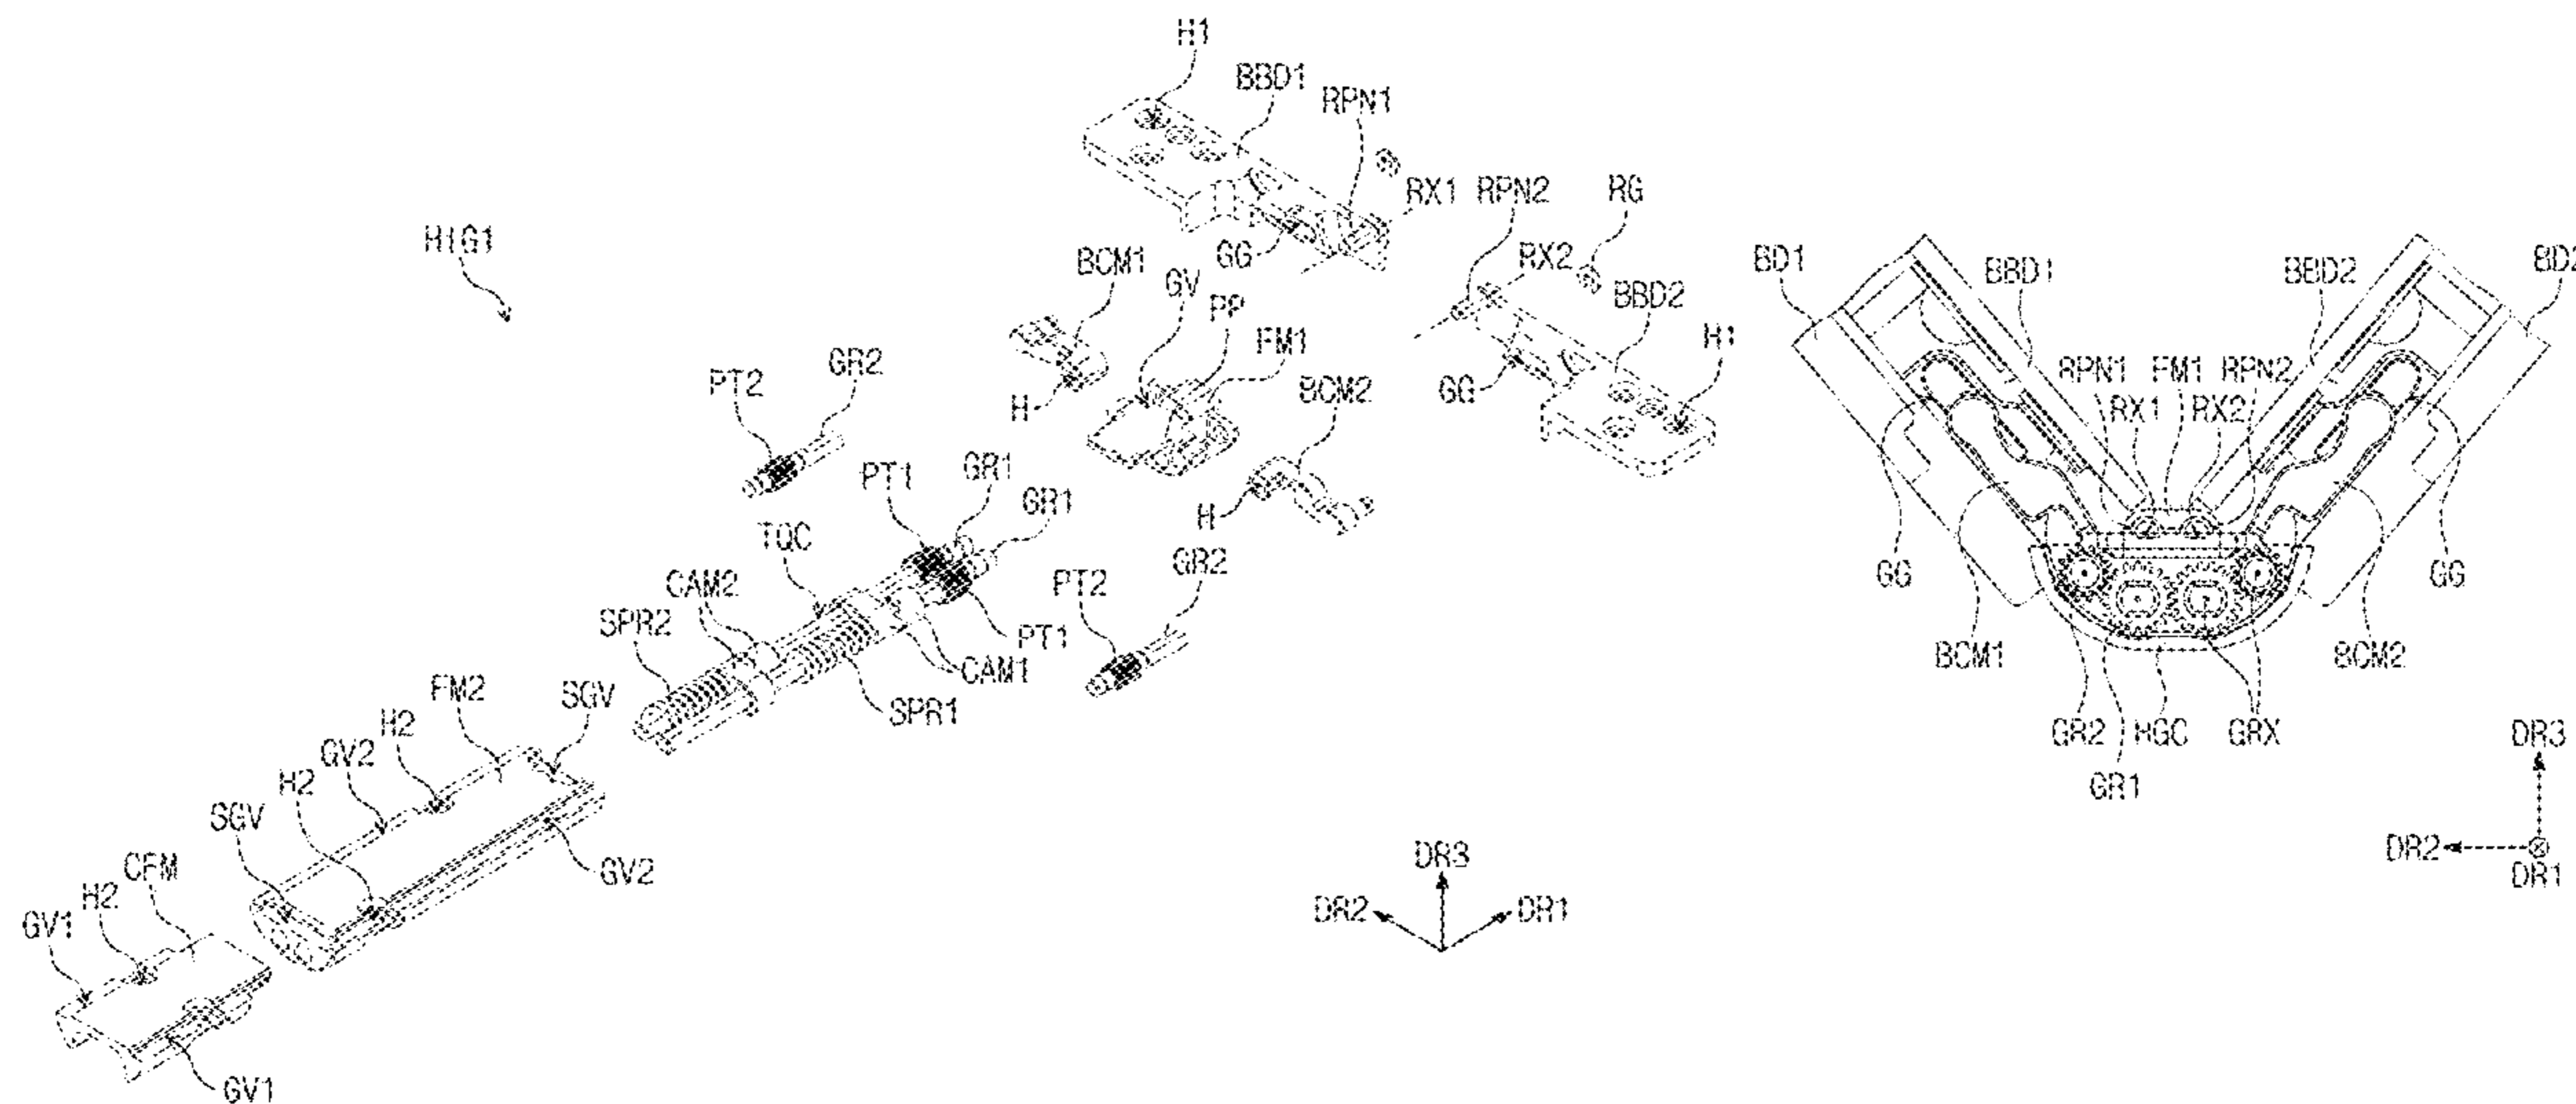 H1
BBD1
RPN1
RX1
RPN2
RG
HIG1
BCM1
GG
GV
RX2
BBD2
BD1
BBD1
BBD2
BD2
PP
FM1
H1
GR2
PT2
H
BCM2
GG
RPN1
FM1
RPN2
RX1
RX2
GR1
PT1
GR1
H
TQC
GR2
CAM2
PT2
GG
GG
SPR2
PT1
BCM1
BCM2
CAM1
FM2
SGV
SPR1
H2
GV2
GR2
HGC
GRX
DR3
H2
GR1
SGV
CFM
GV2
DR3
DR2
DR1
H2
GV1
DR2
DR1
GV1